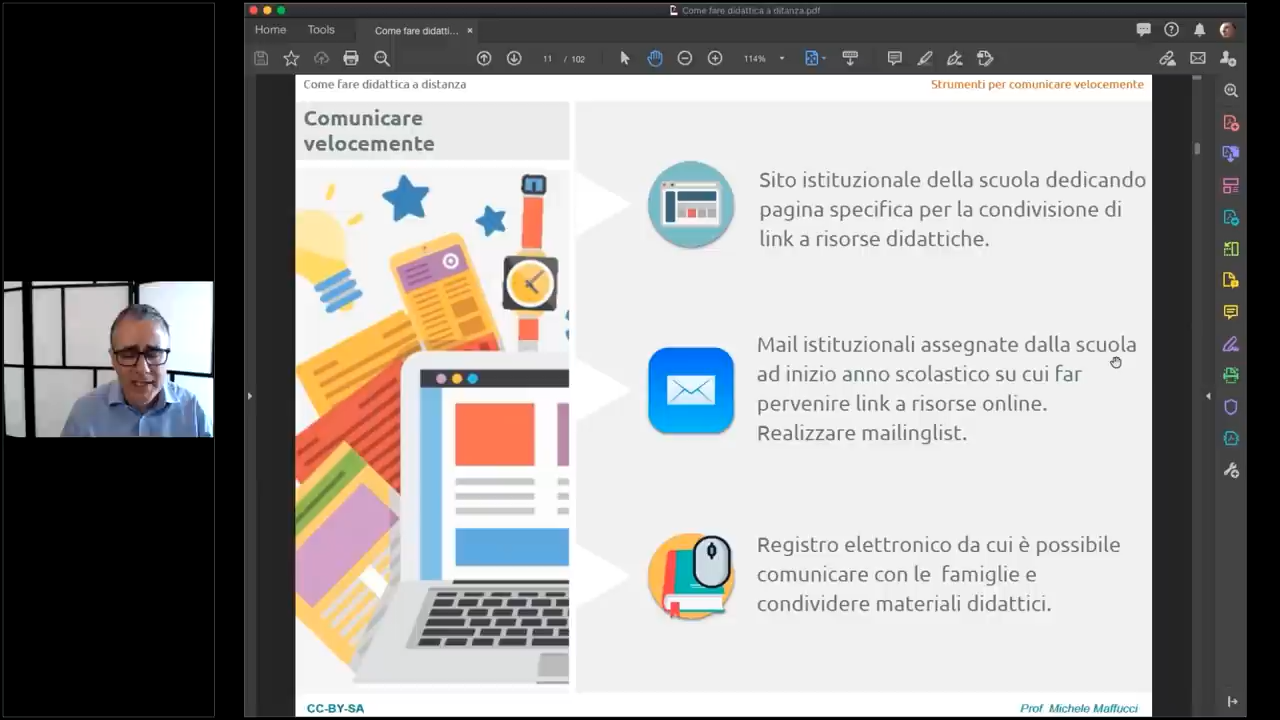 Come fare didattica a ditanza.pdf
Home Tools Come fare didatti... ×
11 / 102 114%
Come fare didattica a distanza Strumenti per comunicare velocemente
Comunicare
velocemente
Sito istituzionale della scuola dedicando
pagina specifica per la condivisione di
link a risorse didattiche.
Mail istituzionali assegnate dalla scuola
ad inizio anno scolastico su cui far
pervenire link a risorse online.
Realizzare mailinglist.
Registro elettronico da cui è possibile
comunicare con le famiglie e
condividere materiali didattici.
CC-BY-SA Prof Michele Maffucci